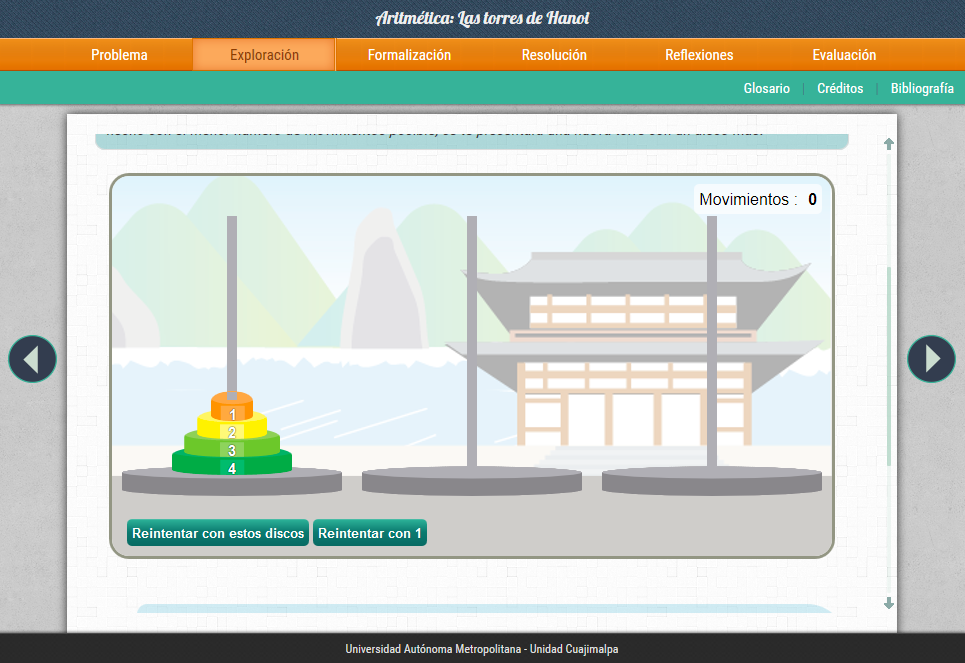 Aritmética: Las torres de Hanoi
Problema Exploración Formalización Resolución Reflexiones Evaluación
Glosario Créditos Bibliografía
Movimientos : 0
1
2
3
4
Reintentar con estos discos Reintentar con 1
Universidad Autónoma Metropolitana - Unidad Cuajimalpa